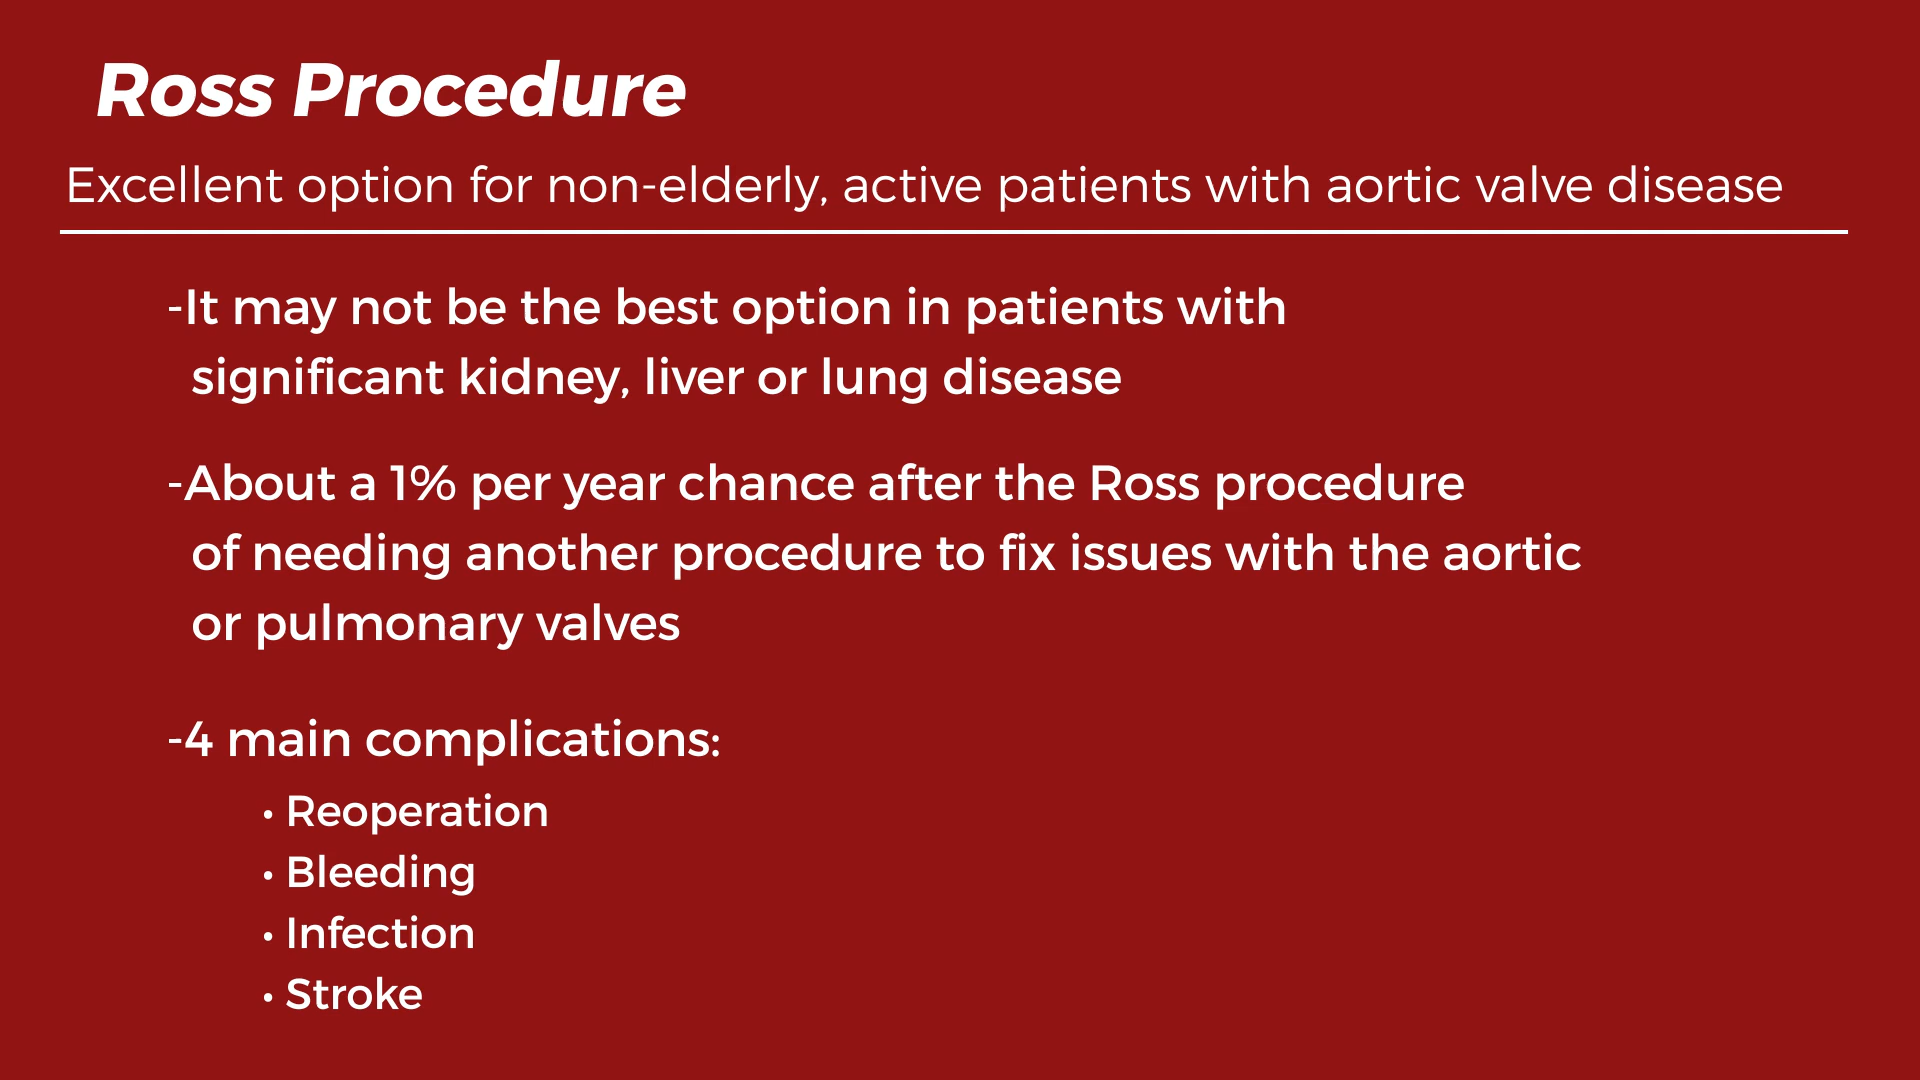 Ross Procedure
Excellent option for non-elderly, active patients with aortic valve disease
-It may not be the best option in patients with
significant kidney, liver or lung disease
-About a 1% per year chance after the Ross procedure
of needing another procedure to fix issues with the aortic
or pulmonary valves
-4 main complications:
• Reoperation
• Bleeding
• Infection
• Stroke